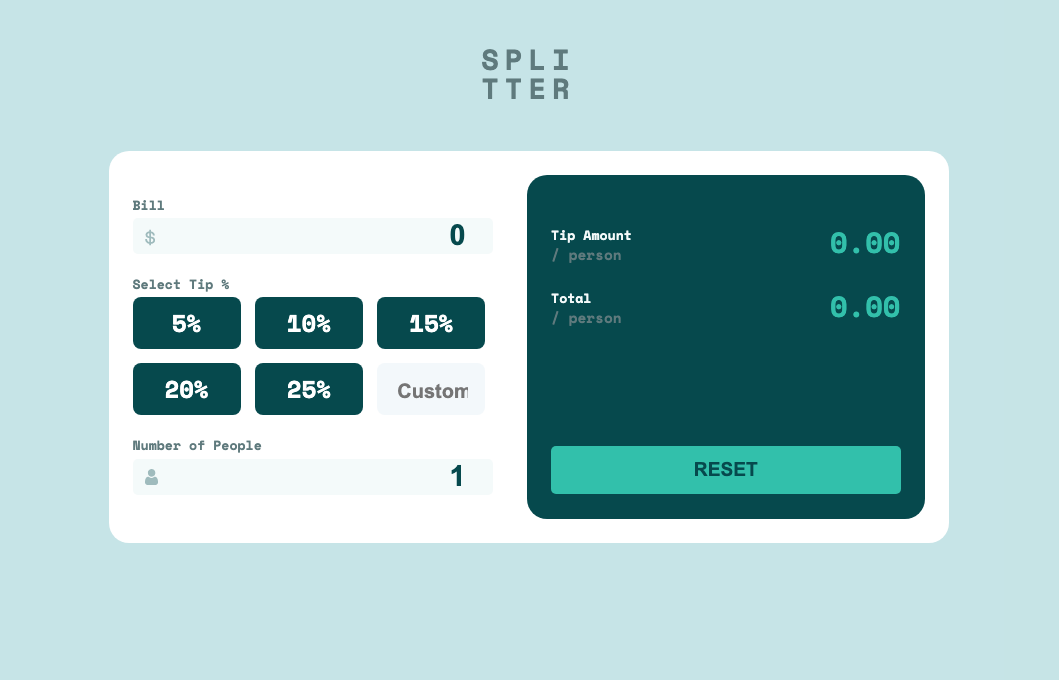 SPLI
TTER
Bill
$ 0
Select Tip %
5% 10% 15%
20% 25% Custom
Number of People
1
Tip Amount
/ person
0.00
Total
/ person
0.00
RESET